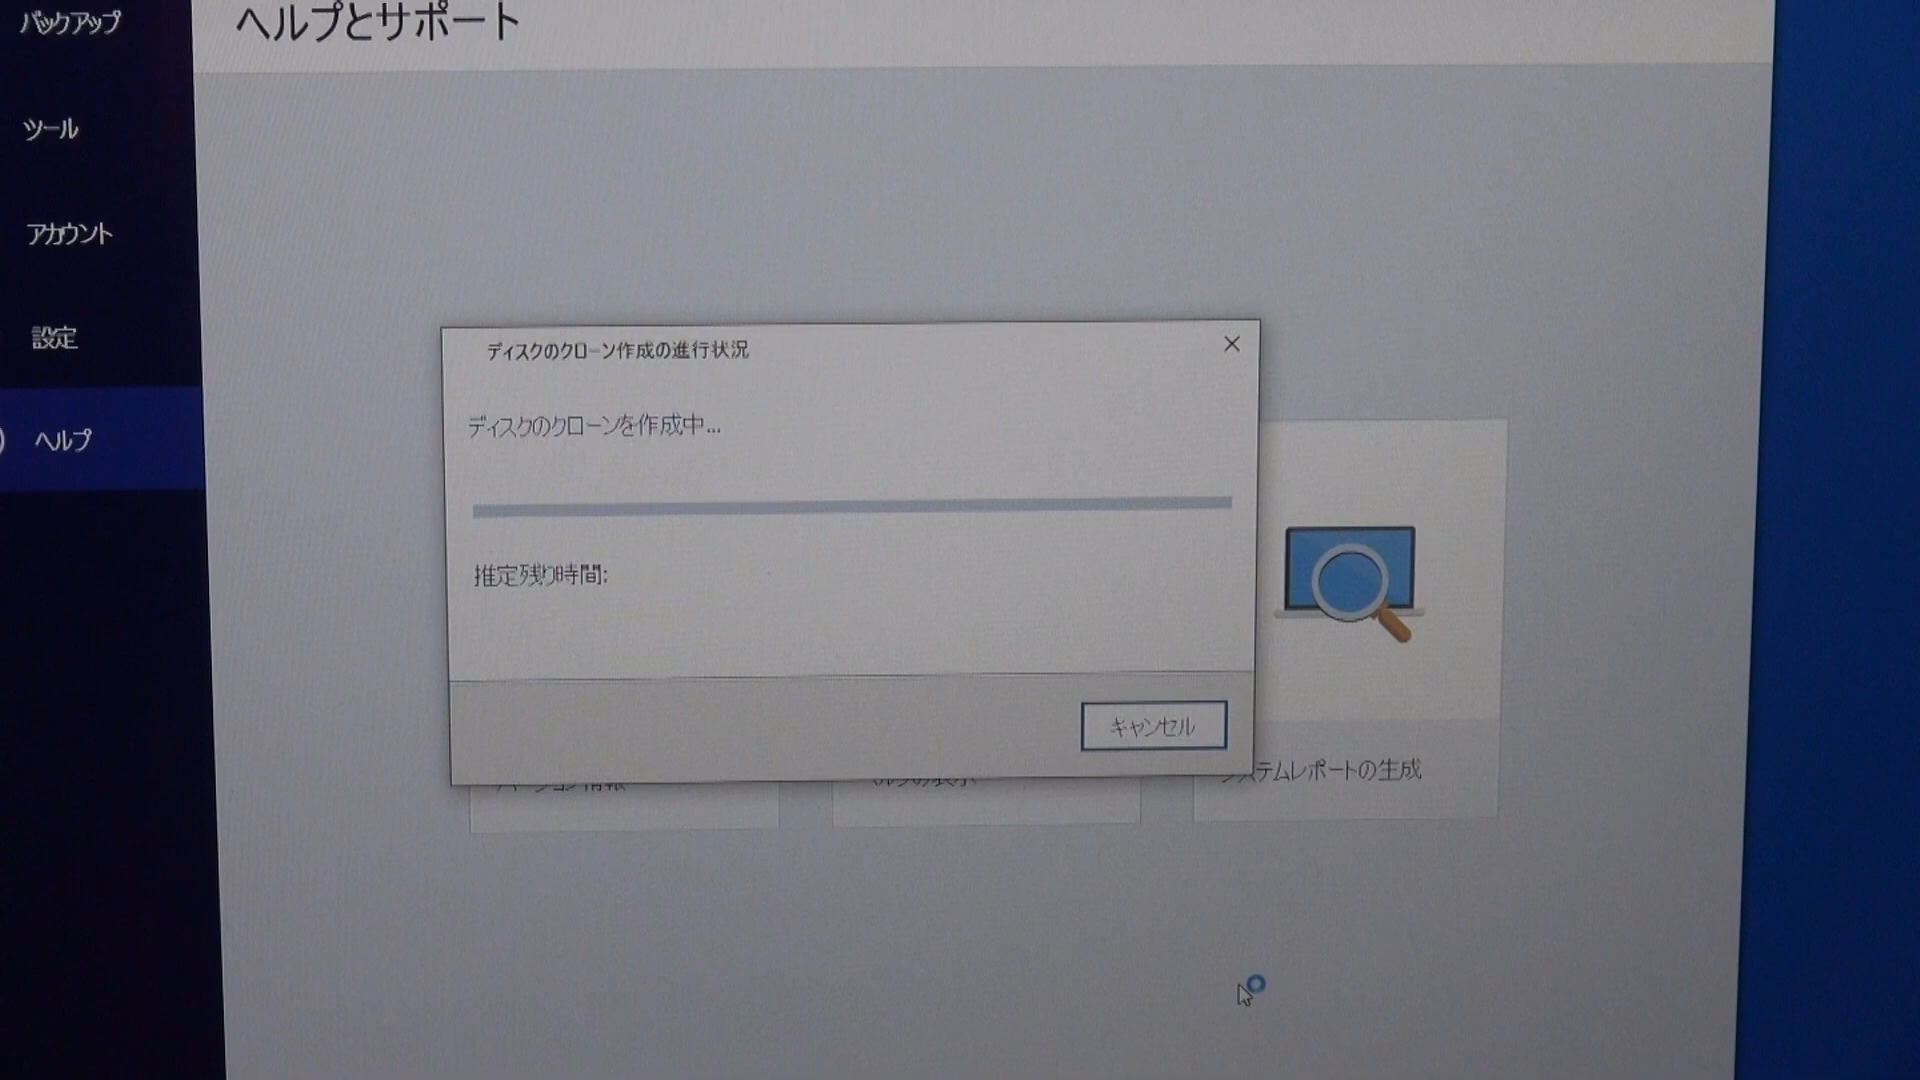 バックアップ
ヘルプとサポート
ツール
アカウント
設定
ヘルプ
ディスクのクローン作成の進行状況
ディスクのクローンを作成中...
推定残り時間:
キャンセル
システムレポートの生成